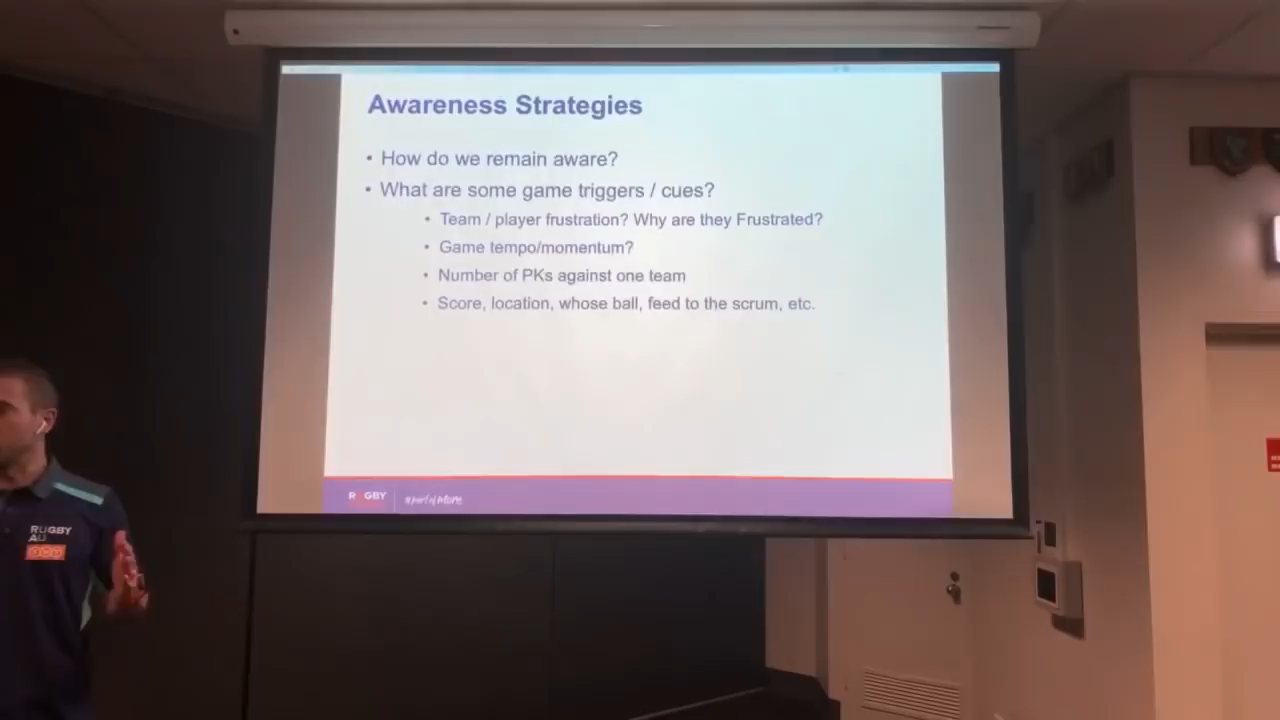 Awareness Strategies
• How do we remain aware?
• What are some game triggers / cues?
• Team / player frustration? Why are they Frustrated?
• Game tempo/momentum?
• Number of PKs against one team
• Score, location, whose ball, feed to the scrum, etc.
RUGBY
#partofmore
RUGBY
AU